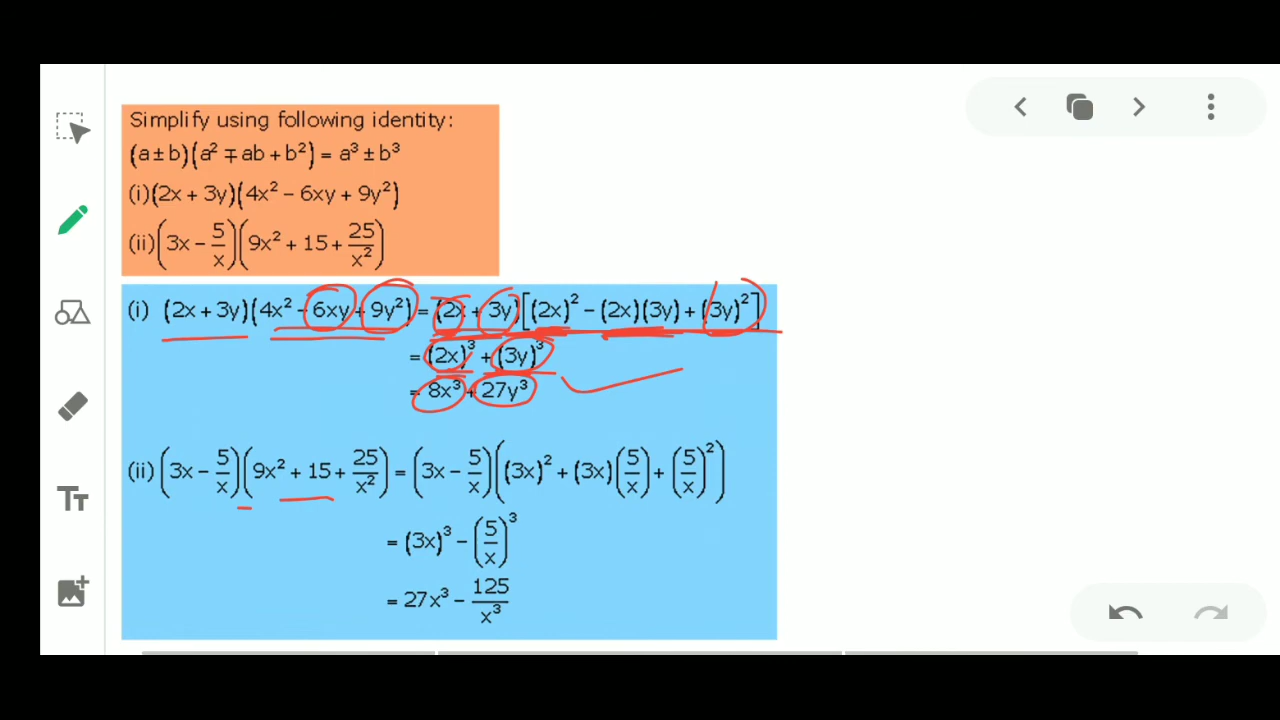 Simplify using following identity:
(a ± b)(a² ∓ ab + b²) = a³ ± b³
(i)(2x + 3y)(4x² − 6xy + 9y²)
(ii)(3x − 5/x)(9x² + 15 + 25/x²)
(i) (2x + 3y)(4x² − 6xy + 9y²) = (2x + 3y)[(2x)² − (2x)(3y) + (3y)²]
= (2x)³ + (3y)³
= 8x³ + 27y³
(ii) (3x − 5/x)(9x² + 15 + 25/x²) = (3x − 5/x)((3x)² + (3x)(5/x) + (5/x)²)
= (3x)³ − (5/x)³
= 27x³ − 125/x³
Tт